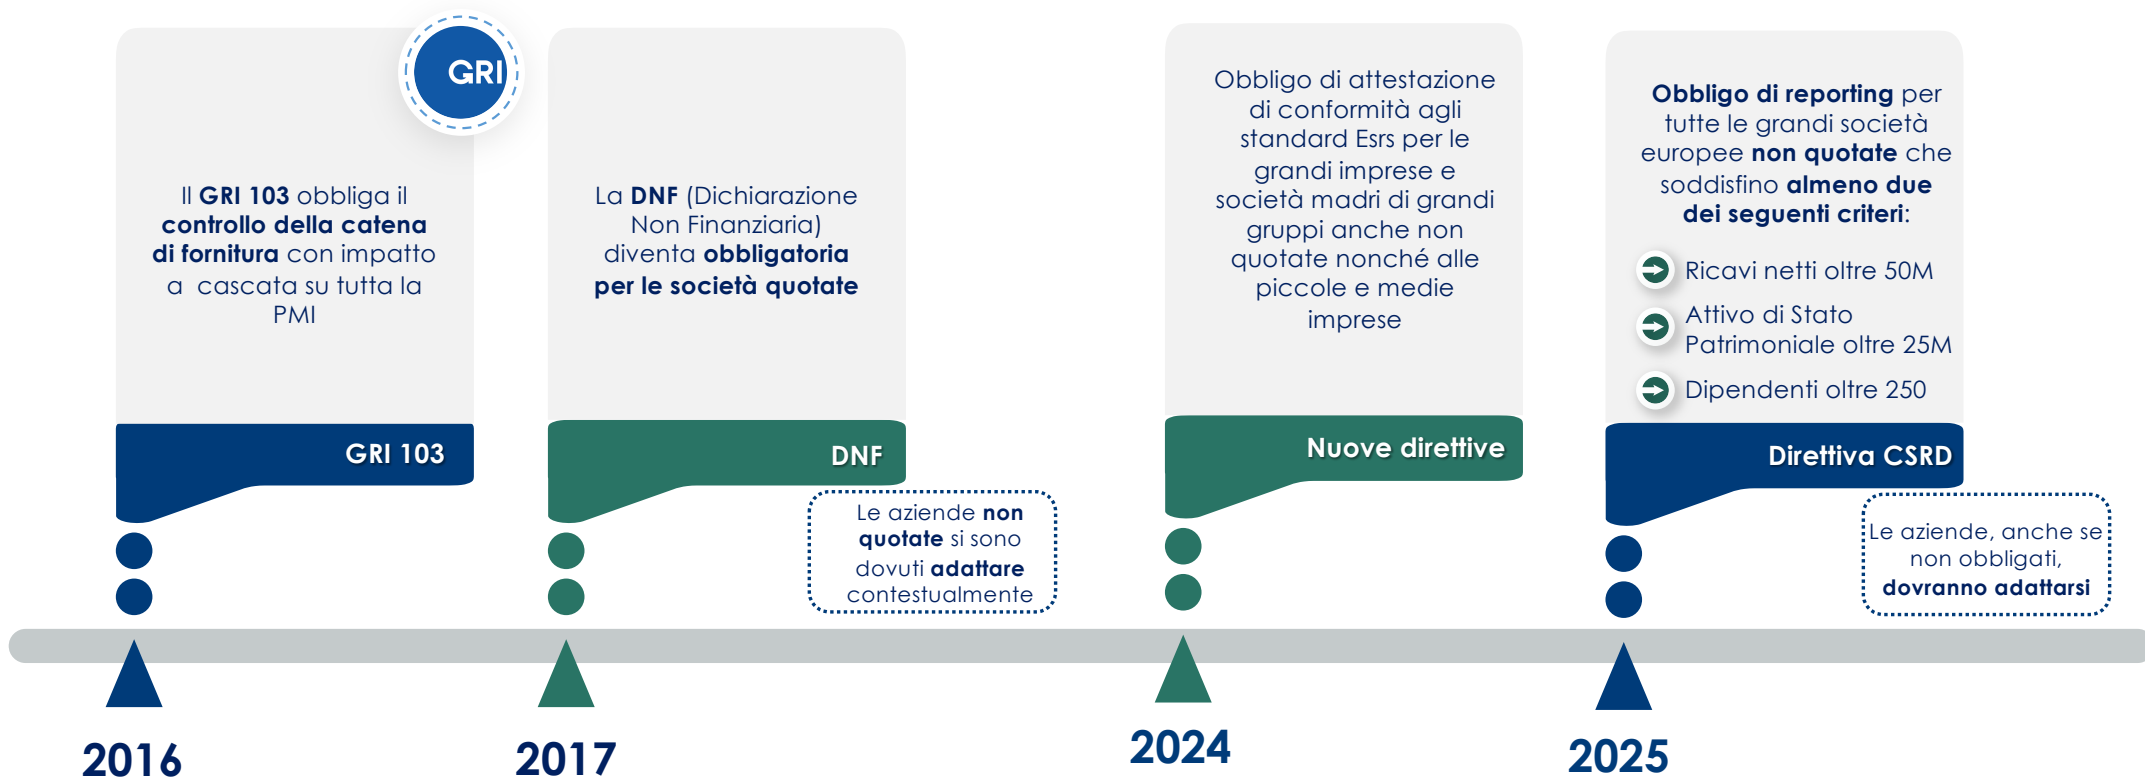 GRI
Il GRI 103 obbliga il
controllo della catena
di fornitura con impatto
a cascata su tutta la
PMI
GRI 103
2016
La DNF (Dichiarazione
Non Finanziaria)
diventa obbligatoria
per le società quotate
DNF
Le aziende non
quotate si sono
dovuti adattare
contestualmente
2017
Obbligo di attestazione
di conformità agli
standard Esrs per le
grandi imprese e
società madri di grandi
gruppi anche non
quotate nonché alle
piccole e medie
imprese
Nuove direttive
2024
Obbligo di reporting per
tutte le grandi società
europee non quotate che
soddisfino almeno due
dei seguenti criteri:
Ricavi netti oltre 50M
Attivo di Stato
Patrimoniale oltre 25M
Dipendenti oltre 250
Direttiva CSRD
Le aziende, anche se
non obbligati,
dovranno adattarsi
2025